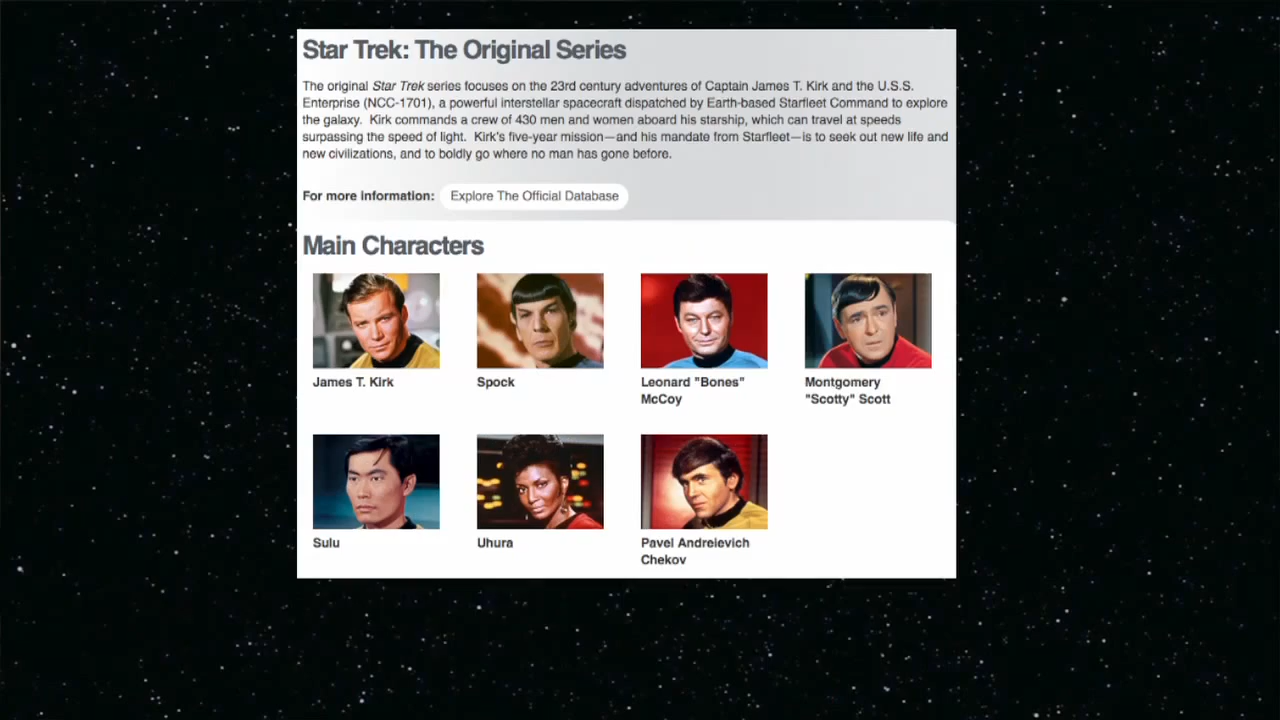 Star Trek: The Original Series
The original Star Trek series focuses on the 23rd century adventures of Captain James T. Kirk and the U.S.S.
Enterprise (NCC-1701), a powerful interstellar spacecraft dispatched by Earth-based Starfleet Command to explore
the galaxy.  Kirk commands a crew of 430 men and women aboard his starship, which can travel at speeds
surpassing the speed of light.  Kirk's five-year mission—and his mandate from Starfleet—is to seek out new life and
new civilizations, and to boldly go where no man has gone before.
For more information: Explore The Official Database
Main Characters
James T. Kirk
Spock
Leonard "Bones"
McCoy
Montgomery
"Scotty" Scott
Sulu
Uhura
Pavel Andreievich
Chekov